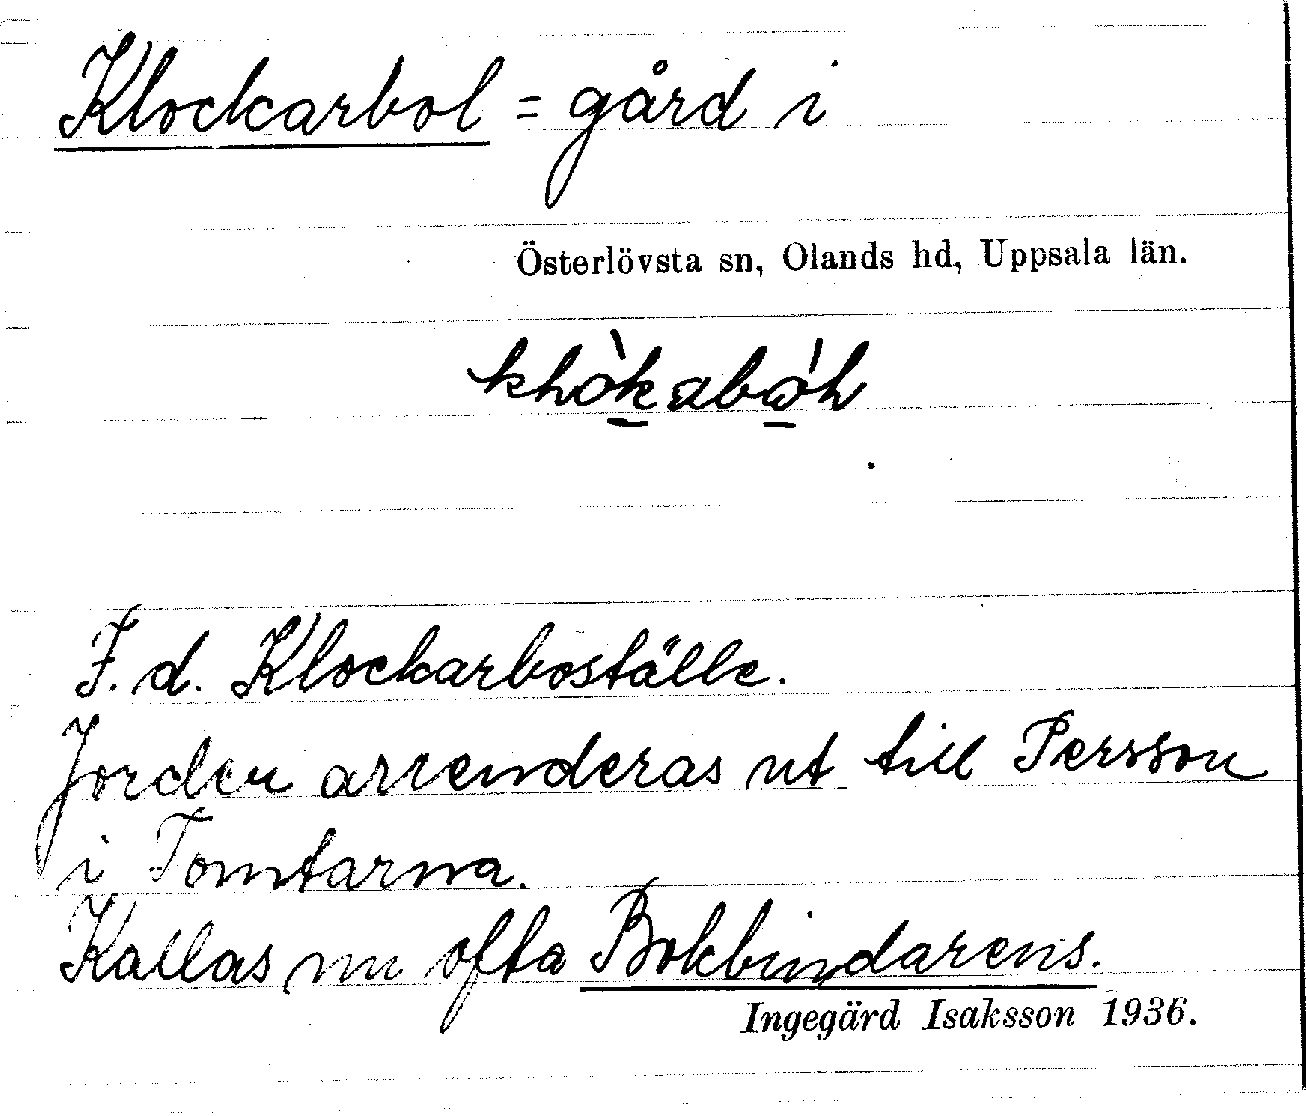 Klockarbol = gård i
Österlövsta sn, Olands hd, Uppsala län.
F. d. Klockarboställe.
Jorden arrenderas ut till Persson
i Tomtarna.
Kallas nu ofta Bokbindarens.
Ingegärd Isaksson 1936.